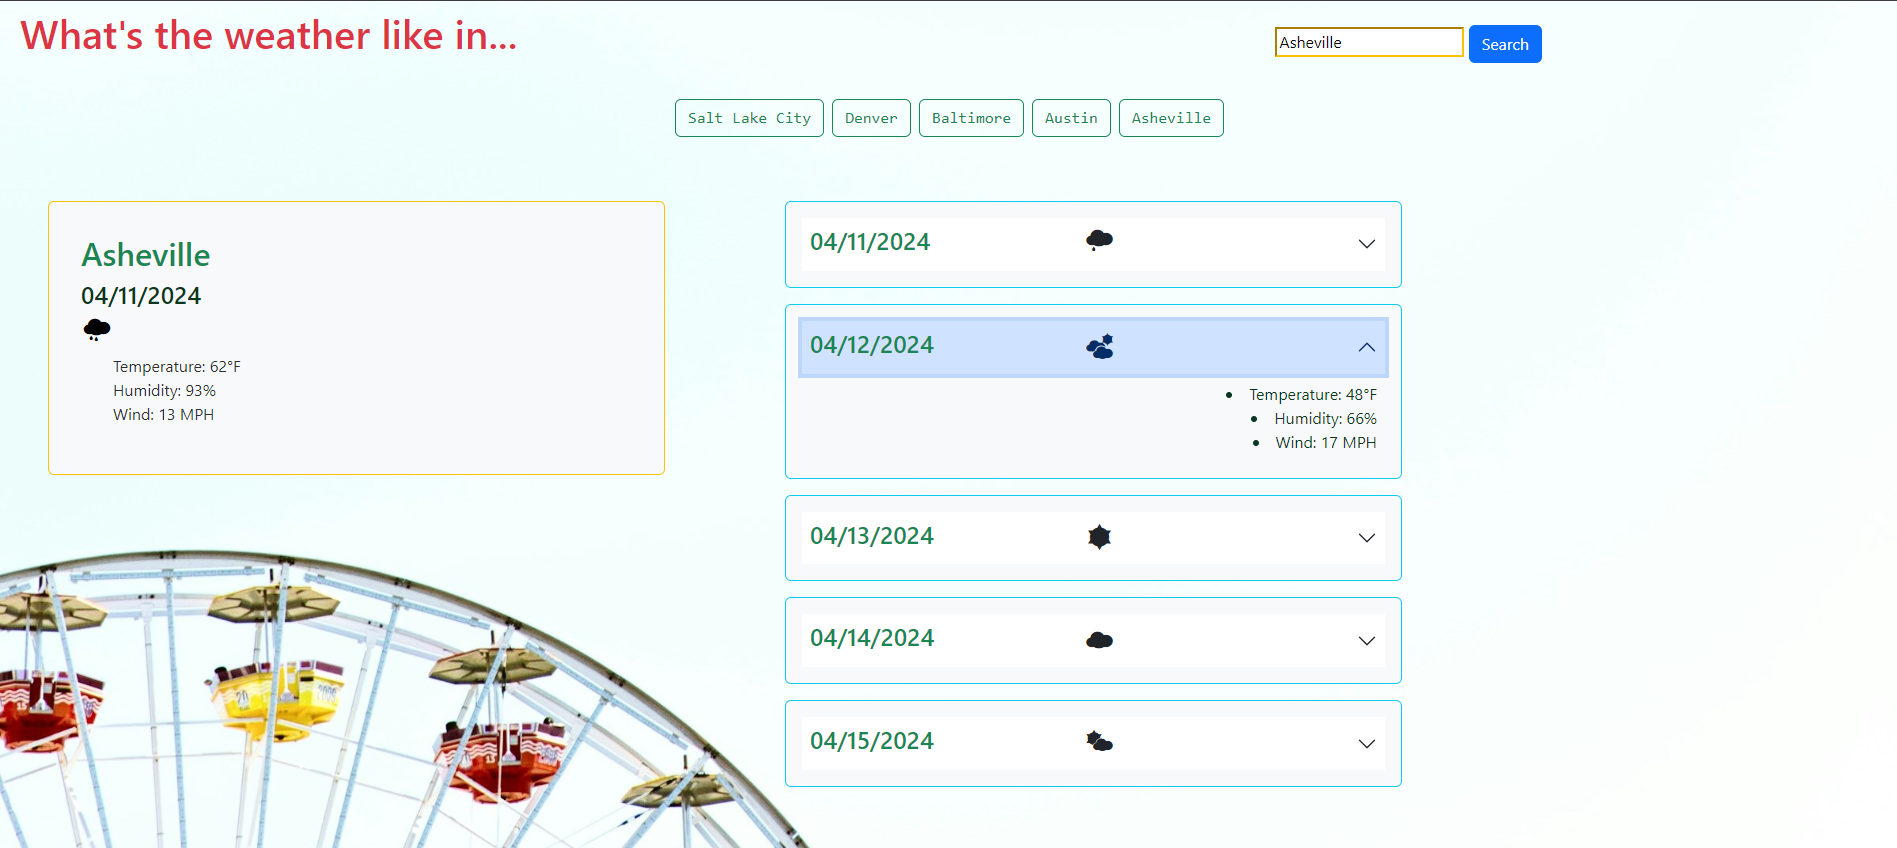 What's the weather like in...
Asheville
Search
Salt Lake City
Denver
Baltimore
Austin
Asheville
Asheville
04/11/2024
Temperature: 62°F
Humidity: 93%
Wind: 13 MPH
04/11/2024
04/12/2024
Temperature: 48°F
Humidity: 66%
Wind: 17 MPH
04/13/2024
04/14/2024
04/15/2024